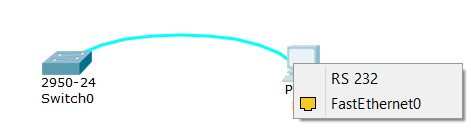 2950-24
Switch0
P
RS 232
FastEthernet0